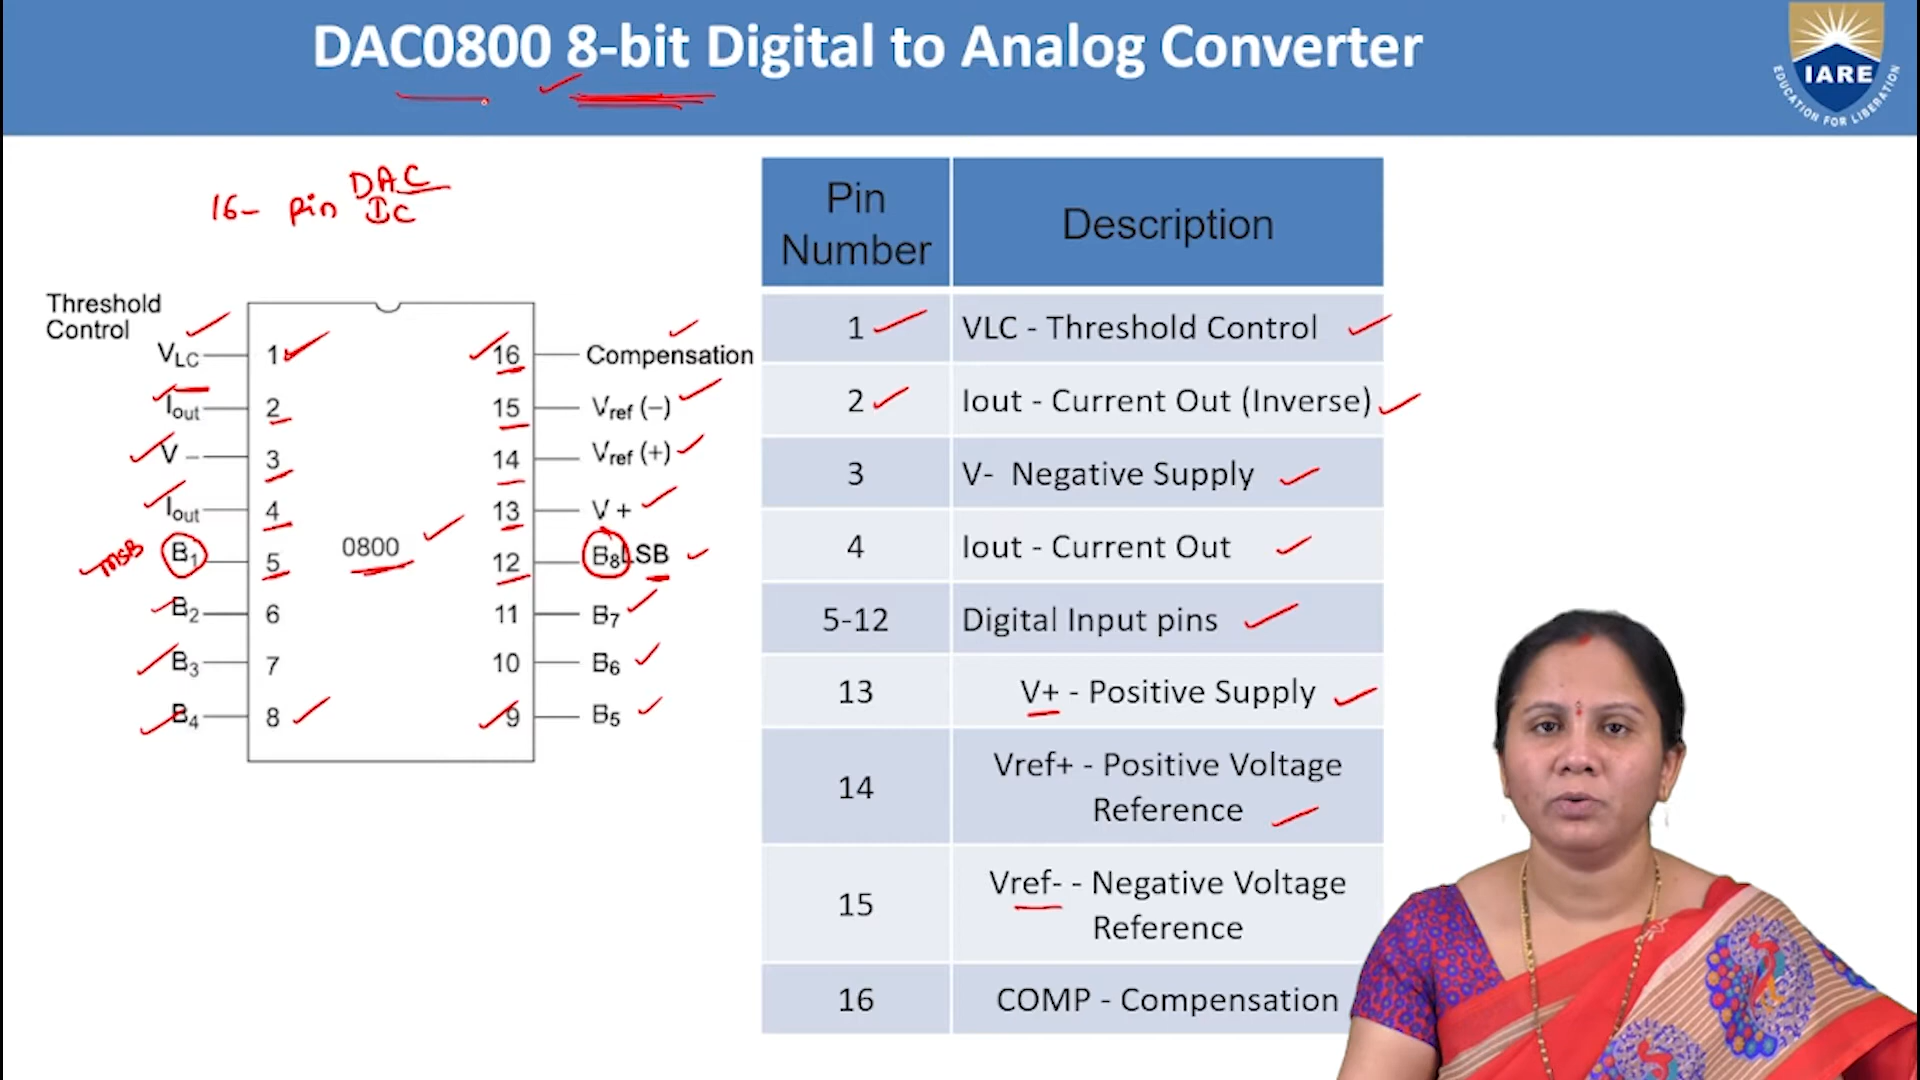 DAC0800 8-bit Digital to Analog Converter
IARE
EDUCATION FOR LIBERATION
16- pin DAC
IC
Threshold
Control
VLC 1 16 Compensation
Iout 2 15 Vref (−)
V − 3 14 Vref (+)
Iout 4 13 V +
MSB B1 5 0800 12 B8 LSB
B2 6 11 B7
B3 7 10 B6
B4 8 9 B5
Pin Number Description
1 VLC - Threshold Control
2 Iout - Current Out (Inverse)
3 V- Negative Supply
4 Iout - Current Out
5-12 Digital Input pins
13 V+ - Positive Supply
14 Vref+ - Positive Voltage
Reference
15 Vref- - Negative Voltage
Reference
16 COMP - Compensation